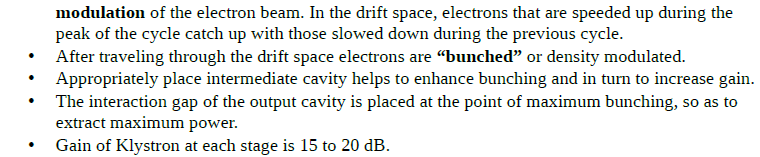 modulation of the electron beam. In the drift space, electrons that are speeded up during the
peak of the cycle catch up with those slowed down during the previous cycle.
• After traveling through the drift space electrons are “bunched” or density modulated.
• Appropriately place intermediate cavity helps to enhance bunching and in turn to increase gain.
• The interaction gap of the output cavity is placed at the point of maximum bunching, so as to
extract maximum power.
• Gain of Klystron at each stage is 15 to 20 dB.